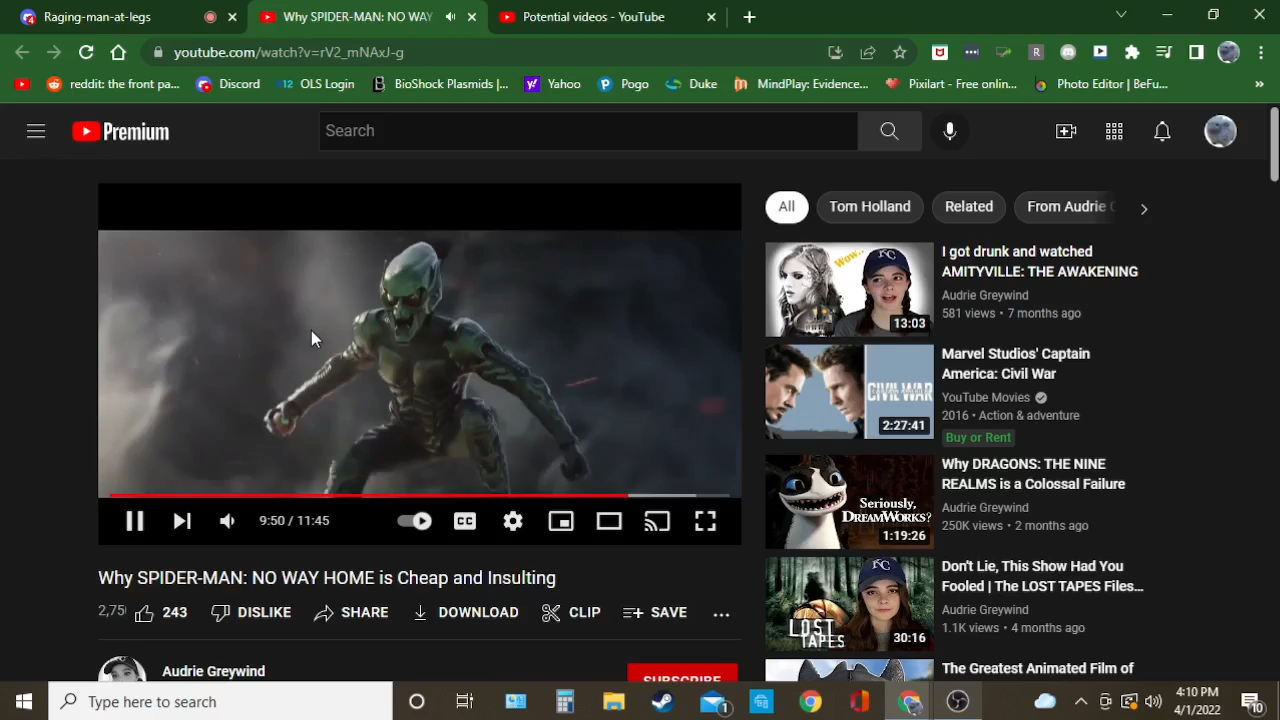 Raging-man-at-legs
Why SPIDER-MAN: NO WAY
Potential videos - YouTube
youtube.com/watch?v=rV2_mNAxJ-g
reddit: the front pa...
Discord
12 OLS Login
BioShock Plasmids |...
Yahoo
Pogo
Duke
MindPlay: Evidence...
Pixilart - Free onlin...
Photo Editor | BeFu...
Premium
Search
All
Tom Holland
Related
From Audrie G
Wow..
13:03
I got drunk and watched
AMITYVILLE: THE AWAKENING
Audrie Greywind
581 views • 7 months ago
CIVIL WAR
2:27:41
Marvel Studios' Captain
America: Civil War
YouTube Movies
2016 • Action & adventure
Buy or Rent
Seriously,
DREAMWORKS?
1:19:26
Why DRAGONS: THE NINE
REALMS is a Colossal Failure
Audrie Greywind
250K views • 2 months ago
LOST
TAPES
30:16
Don't Lie, This Show Had You
Fooled | The LOST TAPES Files...
Audrie Greywind
1.1K views • 4 months ago
The Greatest Animated Film of
9:50 / 11:45
CC
Why SPIDER-MAN: NO WAY HOME is Cheap and Insulting
2,75
243
DISLIKE
SHARE
DOWNLOAD
CLIP
SAVE
Audrie Greywind
SUBSCRIBE
Type here to search
1
4:10 PM
4/1/2022
10